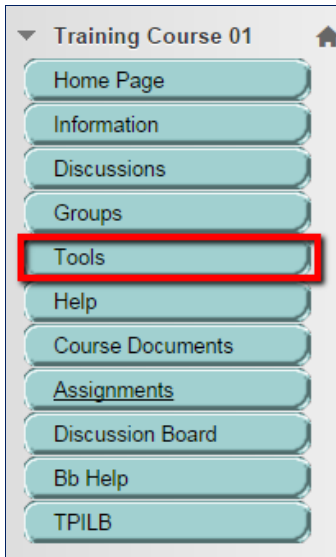 Training Course 01
Home Page
Information
Discussions
Groups
Tools
Help
Course Documents
Assignments
Discussion Board
Bb Help
TPILB